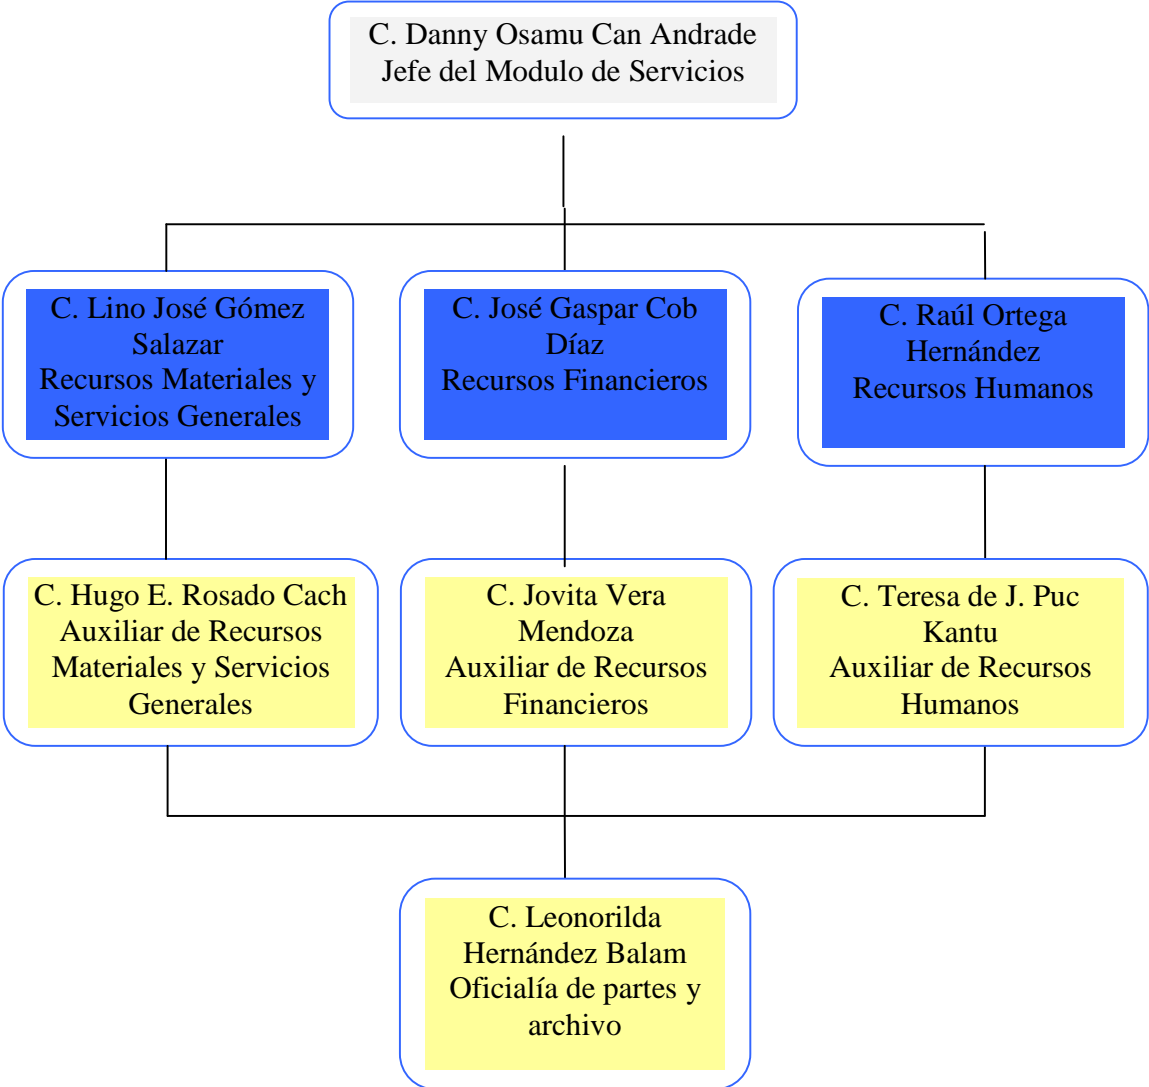 C. Danny Osamu Can Andrade
Jefe del Modulo de Servicios
C. Lino José Gómez
Salazar
Recursos Materiales y
Servicios Generales
C. José Gaspar Cob
Díaz
Recursos Financieros
C. Raúl Ortega
Hernández
Recursos Humanos
C. Hugo E. Rosado Cach
Auxiliar de Recursos
Materiales y Servicios
Generales
C. Jovita Vera
Mendoza
Auxiliar de Recursos
Financieros
C. Teresa de J. Puc
Kantu
Auxiliar de Recursos
Humanos
C. Leonorilda
Hernández Balam
Oficialía de partes y
archivo